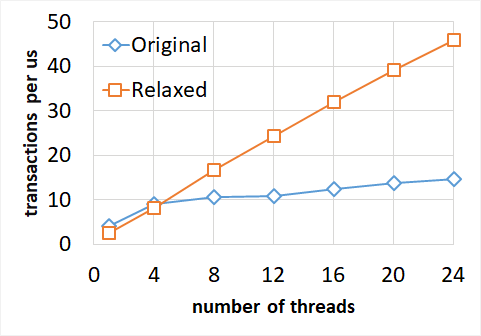 50
40
30
20
10
0
transactions per us
Original
Relaxed
0 4 8 12 16 20 24
number of threads